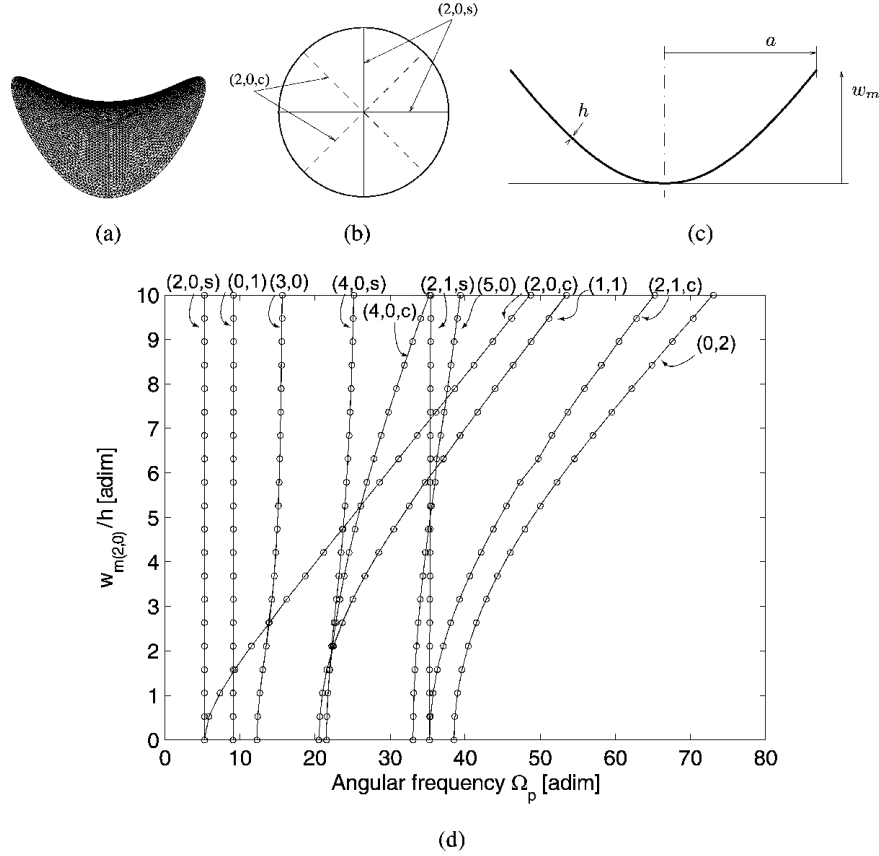 (2,0,s)
(2,0,c)
a
h
w_m
(a)
(b)
(c)
(2,0,s) (0,1) (3,0) (4,0,s) (2,1,s) (5,0) (2,0,c) (1,1) (2,1,c)
(4,0,c)
(0,2)
10
9
8
7
6
5
4
3
2
1
0
w_m(2,0)/h [adim]
0 10 20 30 40 50 60 70 80
Angular frequency Ω_p [adim]
(d)